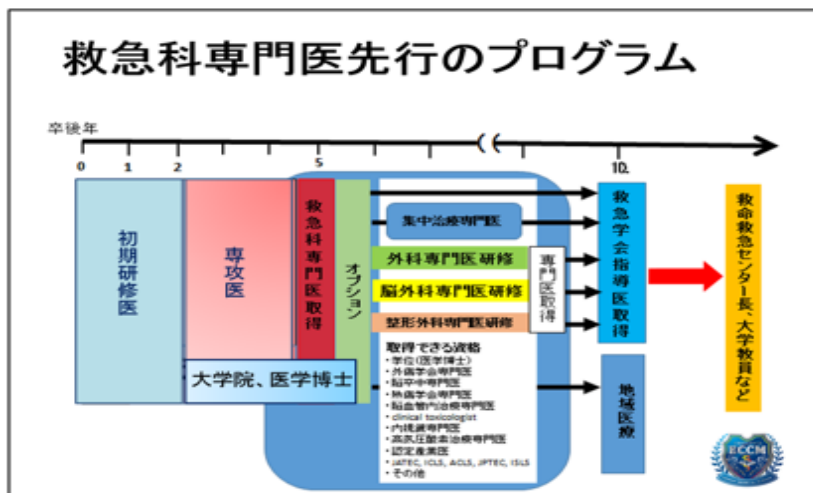 救急科専門医先行のプログラム
卒後年
0 1 2 5 10
初期研修医
専攻医
救急科専門医取得
オプション
大学院、医学博士
集中治療専門医
外科専門医研修
脳外科専門医研修
整形外科専門医研修
専門医取得
取得できる資格
・学位(医学博士)
・外傷学会専門医
・脳卒中専門医
・熱傷学会専門医
・脳血管内治療専門医
・clinical toxicologist
・内視鏡専門医
・高気圧酸素治療専門医
・認定産業医
・JATEC, ICLS, ACLS, JPTEC, ISLS
・その他
救急学会指導医取得
地域医療
救命救急センター長、大学教員など
ECCM